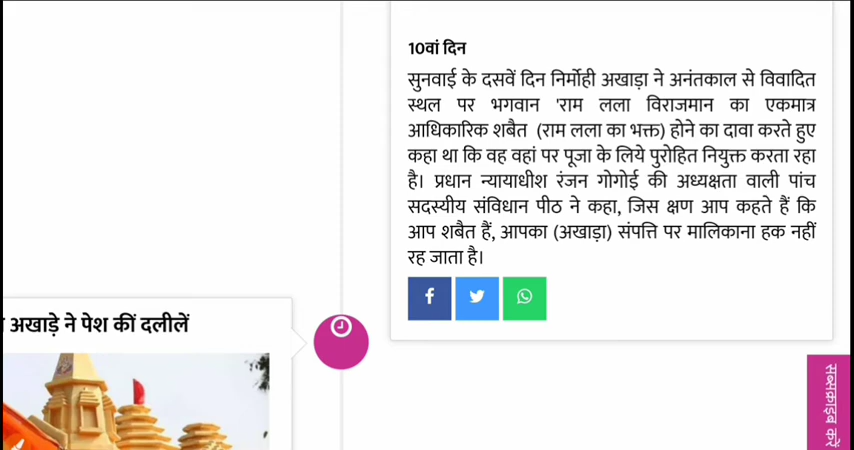 10वां दिन
सुनवाई के दसवें दिन निर्मोही अखाड़ा ने अनंतकाल से विवादित
स्थल पर भगवान 'राम लला विराजमान का एकमात्र
आधिकारिक शबैत (राम लला का भक्त) होने का दावा करते हुए
कहा था कि वह वहां पर पूजा के लिये पुरोहित नियुक्त करता रहा
है। प्रधान न्यायाधीश रंजन गोगोई की अध्यक्षता वाली पांच
सदस्यीय संविधान पीठ ने कहा, जिस क्षण आप कहते हैं कि
आप शबैत हैं, आपका (अखाड़ा) संपत्ति पर मालिकाना हक नहीं
रह जाता है।
अखाड़े ने पेश कीं दलीलें
सब्सक्राइब करें